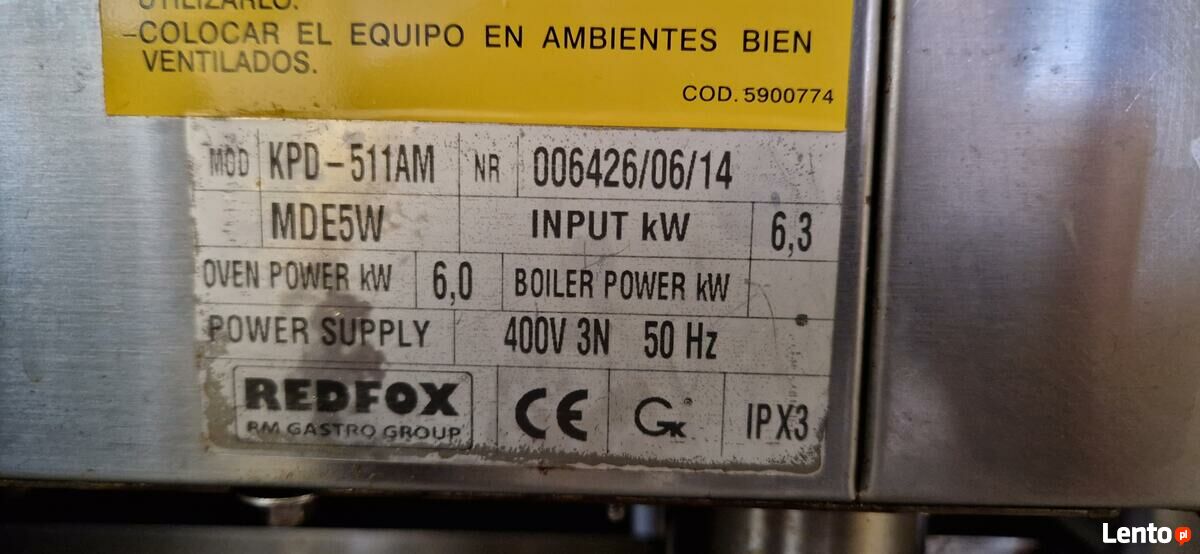 UTILIZARLO.
-COLOCAR EL EQUIPO EN AMBIENTES BIEN
VENTILADOS.
COD. 5900774
MOD KPD-511AM NR 006426/06/14
MDE5W INPUT kW 6,3
OVEN POWER kW 6,0 BOILER POWER kW
POWER SUPPLY 400V 3N 50 Hz
REDFOX
RM GASTRO GROUP
CE GK IPX3
Lento.pl